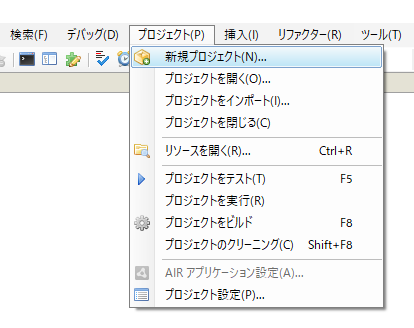 検索(F) デバッグ(D) プロジェクト(P) 挿入(I) リファクター(R) ツール(T)
新規プロジェクト(N)...
プロジェクトを開く(O)...
プロジェクトをインポート(I)...
プロジェクトを閉じる(C)
リソースを開く(R)... Ctrl+R
プロジェクトをテスト(T) F5
プロジェクトを実行(R)
プロジェクトをビルド F8
プロジェクトのクリーニング(C) Shift+F8
AIR アプリケーション設定(A)...
プロジェクト設定(P)...